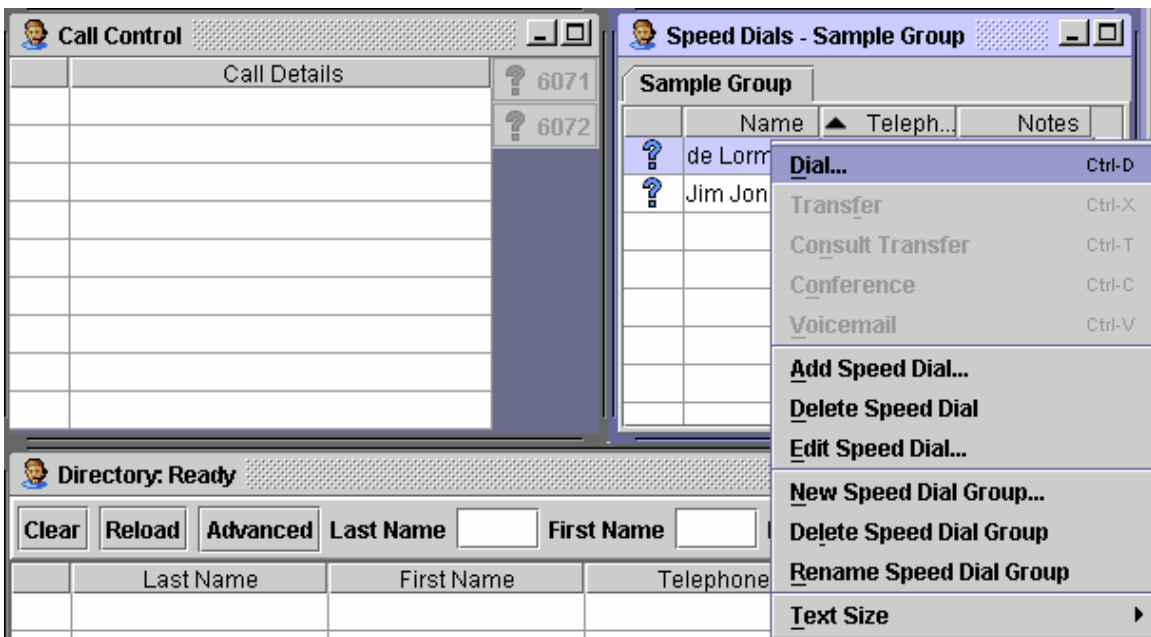 Call Control
Call Details
? 6071
? 6072
Speed Dials - Sample Group
Sample Group
Name Teleph... Notes
? de Lorm
? Jim Jon
Dial... Ctrl-D
Transfer Ctrl-X
Consult Transfer Ctrl-T
Conference Ctrl-C
Voicemail Ctrl-V
Add Speed Dial...
Delete Speed Dial
Edit Speed Dial...
New Speed Dial Group...
Delete Speed Dial Group
Rename Speed Dial Group
Text Size
Directory: Ready
Clear Reload Advanced Last Name First Name
Last Name First Name Telephone